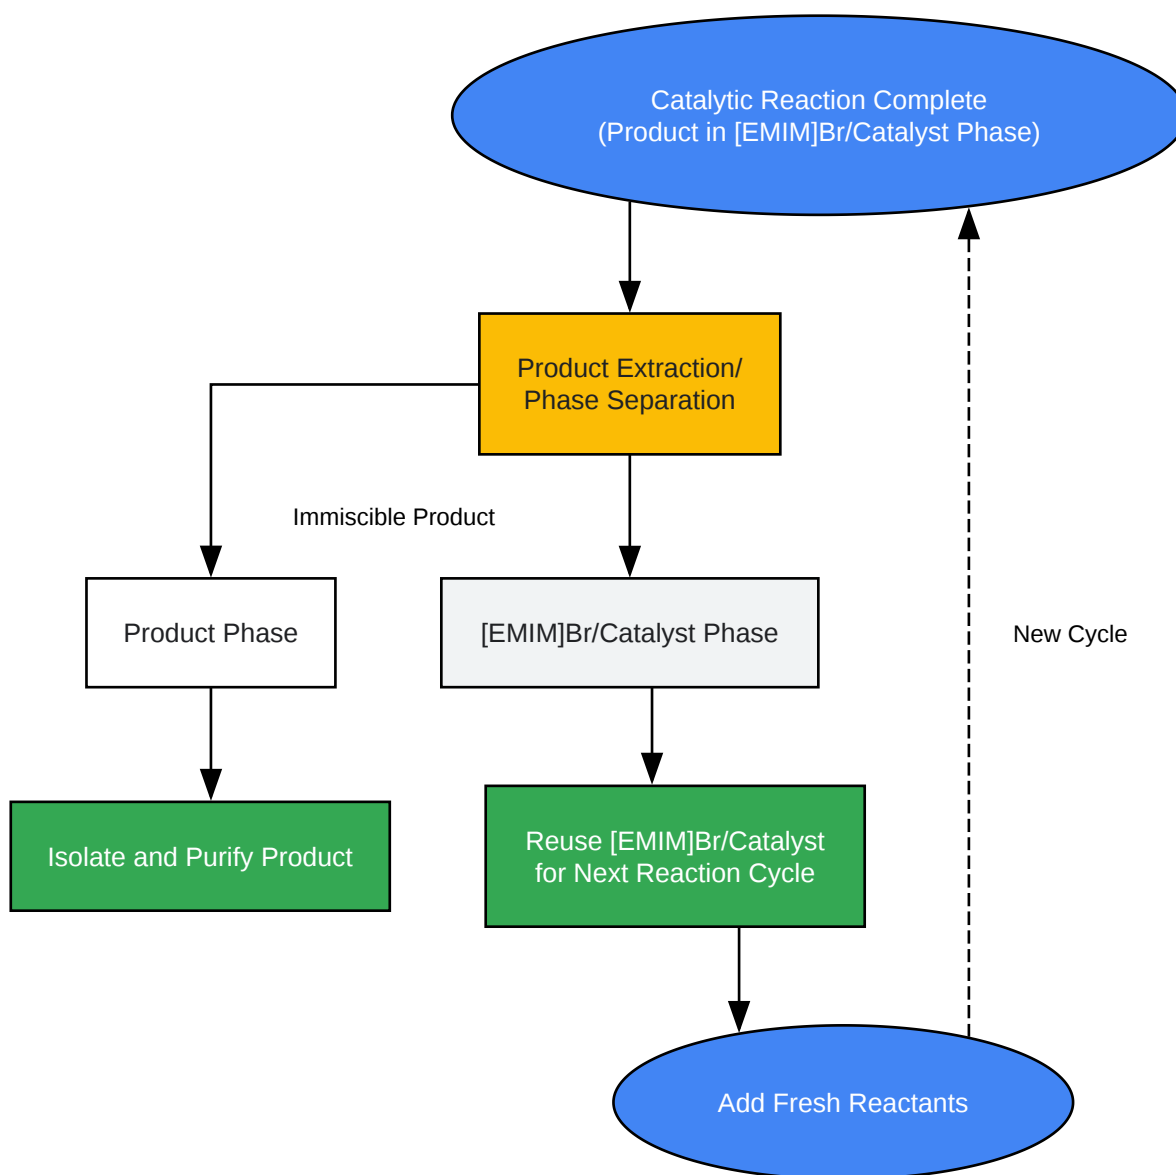 Catalytic Reaction Complete
(Product in [EMIM]Br/Catalyst Phase)
Product Extraction/
Phase Separation
Immiscible Product
Product Phase
[EMIM]Br/Catalyst Phase
New Cycle
Isolate and Purify Product
Reuse [EMIM]Br/Catalyst
for Next Reaction Cycle
Add Fresh Reactants